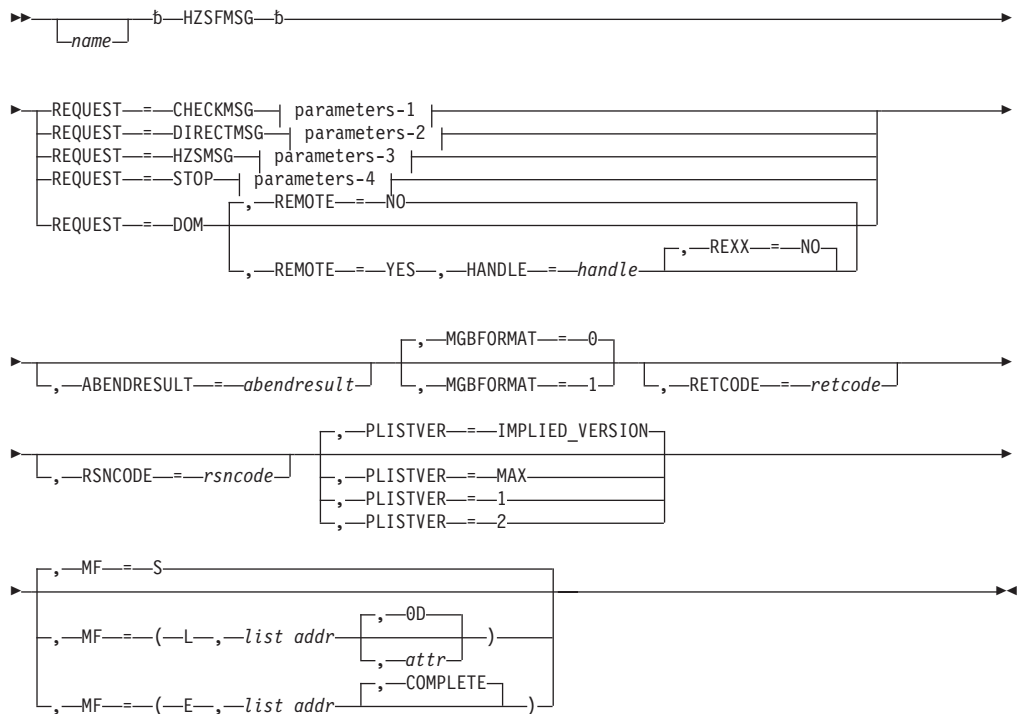 b HZSFMSG b
name
REQUEST = CHECKMSG parameters-1
REQUEST = DIRECTMSG parameters-2
REQUEST = HZSMSG parameters-3
REQUEST = STOP parameters-4
, REMOTE = NO
REQUEST = DOM
, REXX = NO
, REMOTE = YES , HANDLE = handle
, MGBFORMAT = 0
, ABENDRESULT = abendresult , MGBFORMAT = 1 , RETCODE = retcode
, PLISTVER = IMPLIED_VERSION
, RSNCODE = rsncode , PLISTVER = MAX
, PLISTVER = 1
, PLISTVER = 2
, MF = S
, 0D
, MF = ( L , list addr )
, attr
, COMPLETE
, MF = ( E , list addr )